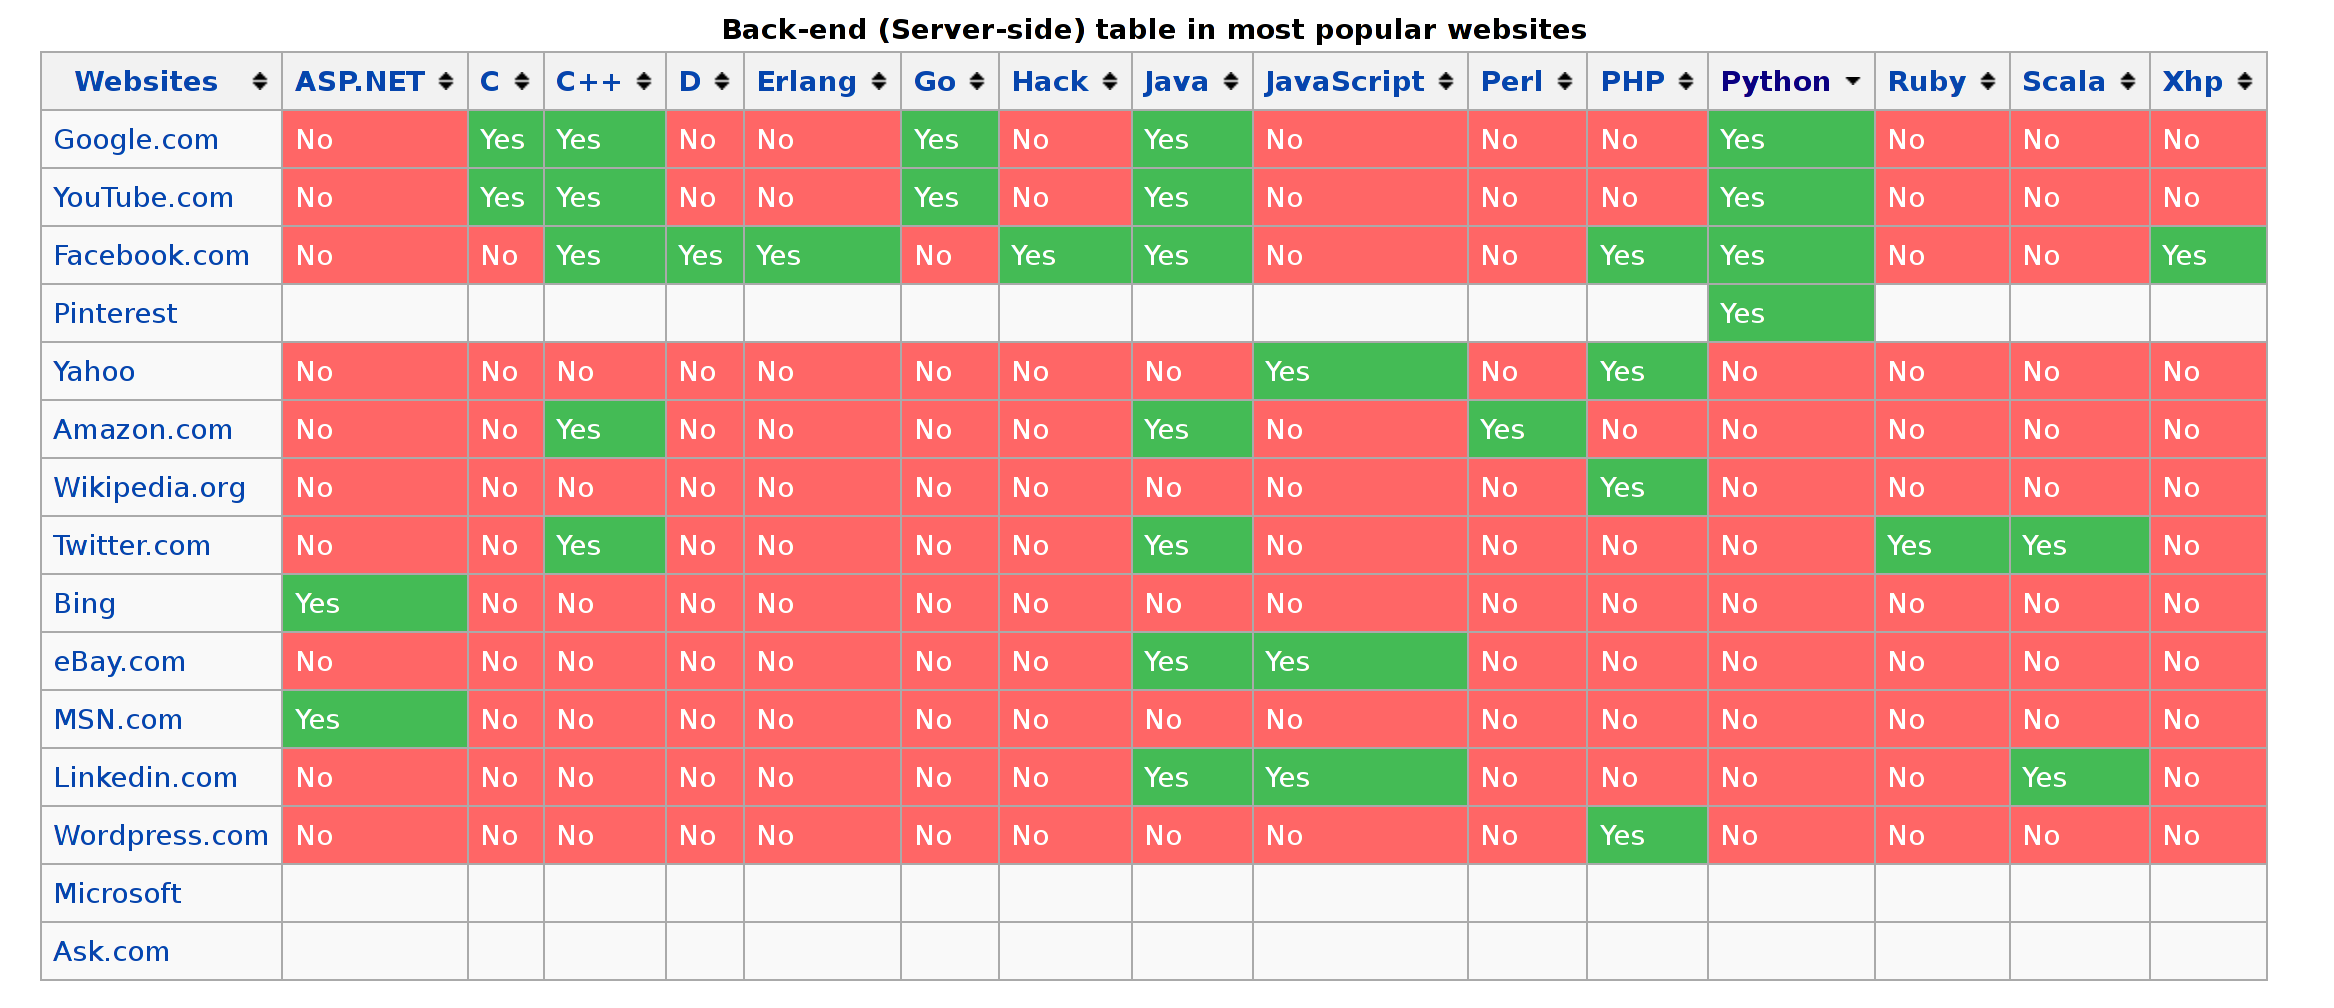 Back-end (Server-side) table in most popular websites
Websites ASP.NET C C++ D Erlang Go Hack Java JavaScript Perl PHP Python Ruby Scala Xhp
Google.com No Yes Yes No No Yes No Yes No No No Yes No No No
YouTube.com No Yes Yes No No Yes No Yes No No No Yes No No No
Facebook.com No No Yes Yes Yes No Yes Yes No No Yes Yes No No Yes
Pinterest Yes
Yahoo No No No No No No No No Yes No Yes No No No No
Amazon.com No No Yes No No No No Yes No Yes No No No No No
Wikipedia.org No No No No No No No No No No Yes No No No No
Twitter.com No No Yes No No No No Yes No No No No Yes Yes No
Bing Yes No No No No No No No No No No No No No No
eBay.com No No No No No No No Yes Yes No No No No No No
MSN.com Yes No No No No No No No No No No No No No No
Linkedin.com No No No No No No No Yes Yes No No No No Yes No
Wordpress.com No No No No No No No No No No Yes No No No No
Microsoft
Ask.com